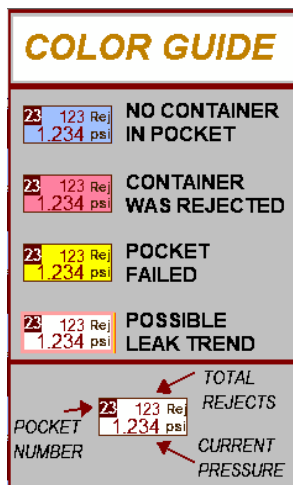 COLOR GUIDE
23 123 Rej
1.234 psi
NO CONTAINER
IN POCKET
23 123 Rej
1.234 psi
CONTAINER
WAS REJECTED
23 123 Rej
1.234 psi
POCKET
FAILED
23 123 Rej
1.234 psi
POSSIBLE
LEAK TREND
TOTAL
REJECTS
23 123 Rej
1.234 psi
POCKET
NUMBER
CURRENT
PRESSURE